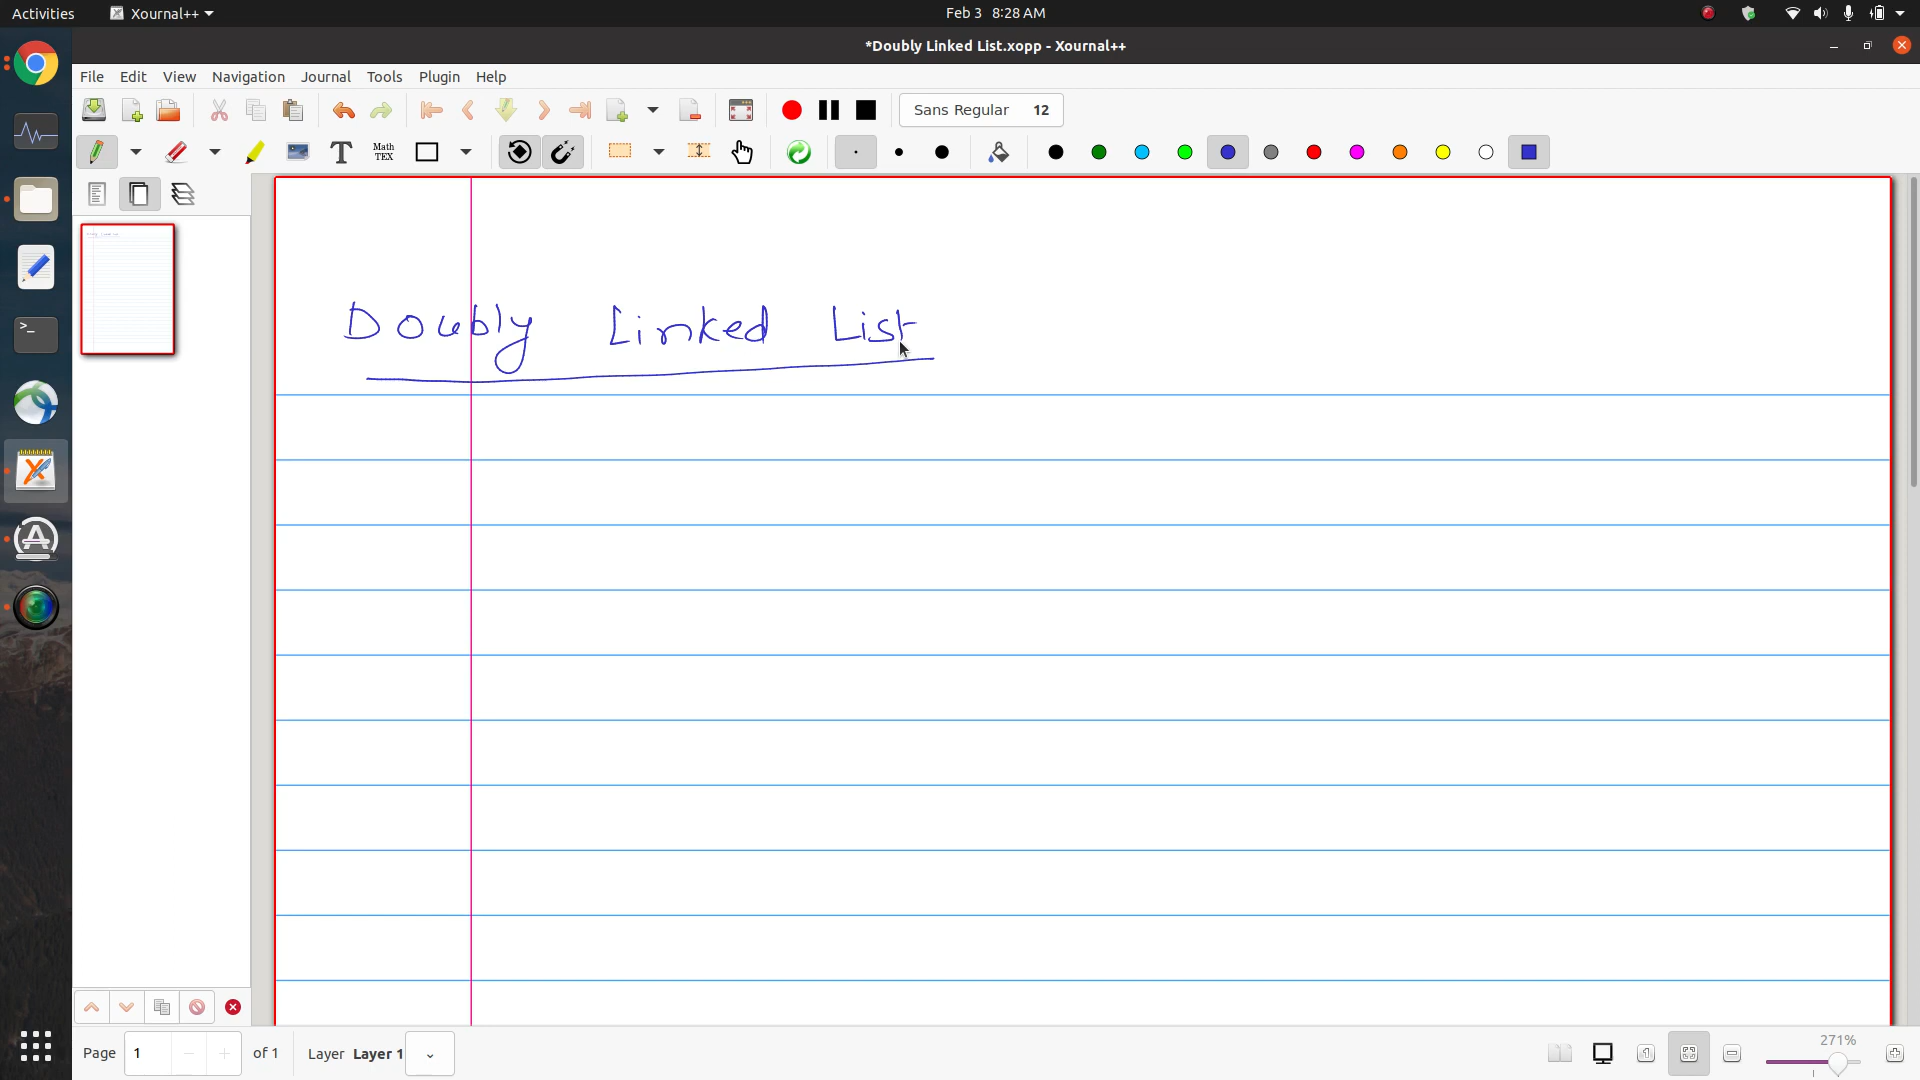 Activities Xournal++ Feb 3 8:28 AM
*Doubly Linked List.xopp - Xournal++
File Edit View Navigation Journal Tools Plugin Help
Sans Regular 12
T Math TEX
Doubly Linked List
Page 1 of 1 Layer Layer 1 271%